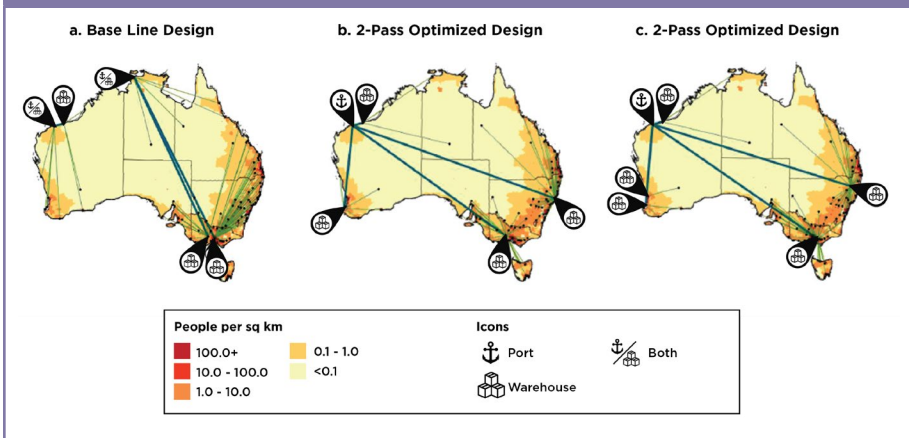 a. Base Line Design
b. 2-Pass Optimized Design
c. 2-Pass Optimized Design
People per sq km
100.0+
10.0 - 100.0
1.0 - 10.0
0.1 - 1.0
<0.1
Icons
Port
Warehouse
Both